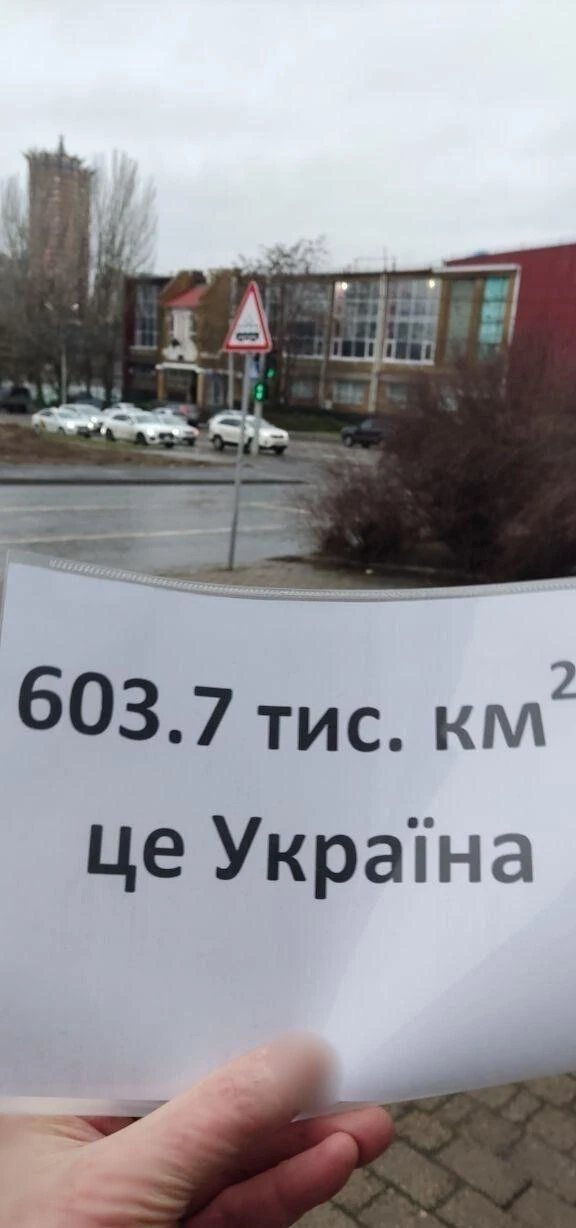 603.7 тис. км²
це Україна